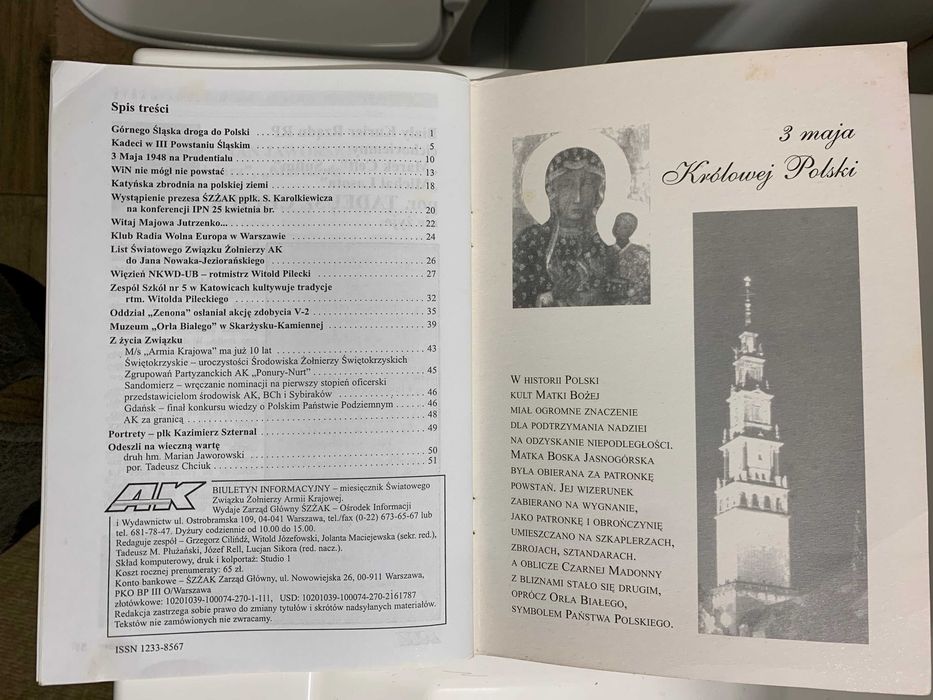 Spis treści
Górnego Śląska droga do Polski ........................ 1
Kadeci w III Powstaniu Śląskim ........................ 5
3 Maja 1948 na Prudentialu ........................ 10
WiN nie mógł nie powstać ........................ 13
Katyńska zbrodnia na polskiej ziemi ........................ 18
Wystąpienie prezesa ŚZŻAK ppłk. S. Karolkiewicza
na konferencji IPN 25 kwietnia br. ........................ 20
Witaj Majowa Jutrzenko... ........................ 22
Klub Radia Wolna Europa w Warszawie ........................ 24
List Światowego Związku Żołnierzy AK
do Jana Nowaka-Jeziorańskiego ........................ 26
Więzień NKWD-UB – rotmistrz Witold Pilecki ........................ 27
Zespół Szkół nr 5 w Katowicach kultywuje tradycje
rtm. Witolda Pileckiego ........................ 32
Oddział „Zenona” osłaniał akcję zdobycia V-2 ........................ 35
Muzeum „Orła Białego” w Skarżysku-Kamiennej ........................ 39
Z życia Związku
M/s „Armia Krajowa” ma już 10 lat ........................ 43
Świętokrzyskie – uroczystości Środowiska Żołnierzy Świętokrzyskich
Zgrupowań Partyzanckich AK „Ponury-Nurt” ........................ 45
Sandomierz – wręczanie nominacji na pierwszy stopień oficerski
przedstawicielom środowisk AK, BCh i Sybiraków ........................ 46
Gdańsk – finał konkursu wiedzy o Polskim Państwie Podziemnym .... 46
AK za granicą ........................ 48
Portrety – płk Kazimierz Szternal ........................ 49
Odeszli na wieczną wartę
druh hm. Marian Jaworowski ........................ 50
por. Tadeusz Chciuk ........................ 51
AK
BIULETYN INFORMACYJNY – miesięcznik Światowego
Związku Żołnierzy Armii Krajowej.
Wydaje Zarząd Główny ŚZŻAK – Ośrodek Informacji
i Wydawnictw ul. Ostrobramska 109, 04-041 Warszawa, tel./fax (0-22) 673-65-67 lub
tel. 681-78-47. Dyżury codziennie od 10.00 do 15.00.
Redaguje zespół – Grzegorz Cilindź, Witold Józefowski, Jolanta Maciejewska (sekr. red.),
Tadeusz M. Płużański, Józef Rell, Lucjan Sikora (red. nacz.).
Skład komputerowy, druk i kolportaż: Studio 1
Koszt rocznej prenumeraty: 65 zł.
Konto bankowe – ŚZŻAK Zarząd Główny, ul. Nowowiejska 26, 00-911 Warszawa,
PKO BP III O/Warszawa
złotówkowe: 10201039-100074-270-1-111, USD: 10201039-100074-270-2161787
Redakcja zastrzega sobie prawo do zmiany tytułów i skrótów nadsyłanych materiałów.
Tekstów nie zamówionych nie zwracamy.
ISSN 1233-8567
3 maja
Królowej Polski
W HISTORII POLSKI
KULT MATKI BOŻEJ
MIAŁ OGROMNE ZNACZENIE
DLA PODTRZYMANIA NADZIEI
NA ODZYSKANIE NIEPODLEGŁOŚCI.
MATKA BOSKA JASNOGÓRSKA
BYŁA OBIERANA ZA PATRONKĘ
POWSTAŃ. JEJ WIZERUNEK
ZABIERANO NA WYGNANIE,
JAKO PATRONKĘ I OBROŃCZYNIĘ
UMIESZCZANO NA SZKAPLERZACH,
ZBROJACH, SZTANDARACH.
A OBLICZE CZARNEJ MADONNY
Z BLIZNAMI STAŁO SIĘ DRUGIM,
OPRÓCZ ORŁA BIAŁEGO,
SYMBOLEM PAŃSTWA POLSKIEGO.